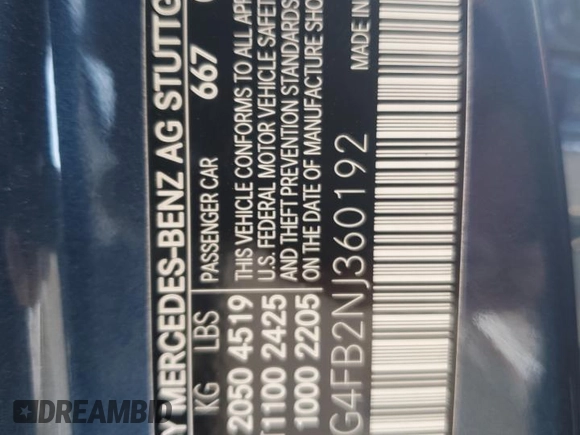 Y MERCEDES-BENZ AG STUTTG
KG LBS PASSENGER CAR 667
2050 4519 THIS VEHICLE CONFORMS TO ALL APP
1100 2425 U.S. FEDERAL MOTOR VEHICLE SAFET
1000 2205 AND THEFT PREVENTION STANDARDS
ON THE DATE OF MANUFACTURE SHO
G4FB2NJ360192 MADE IN
DREAMBID